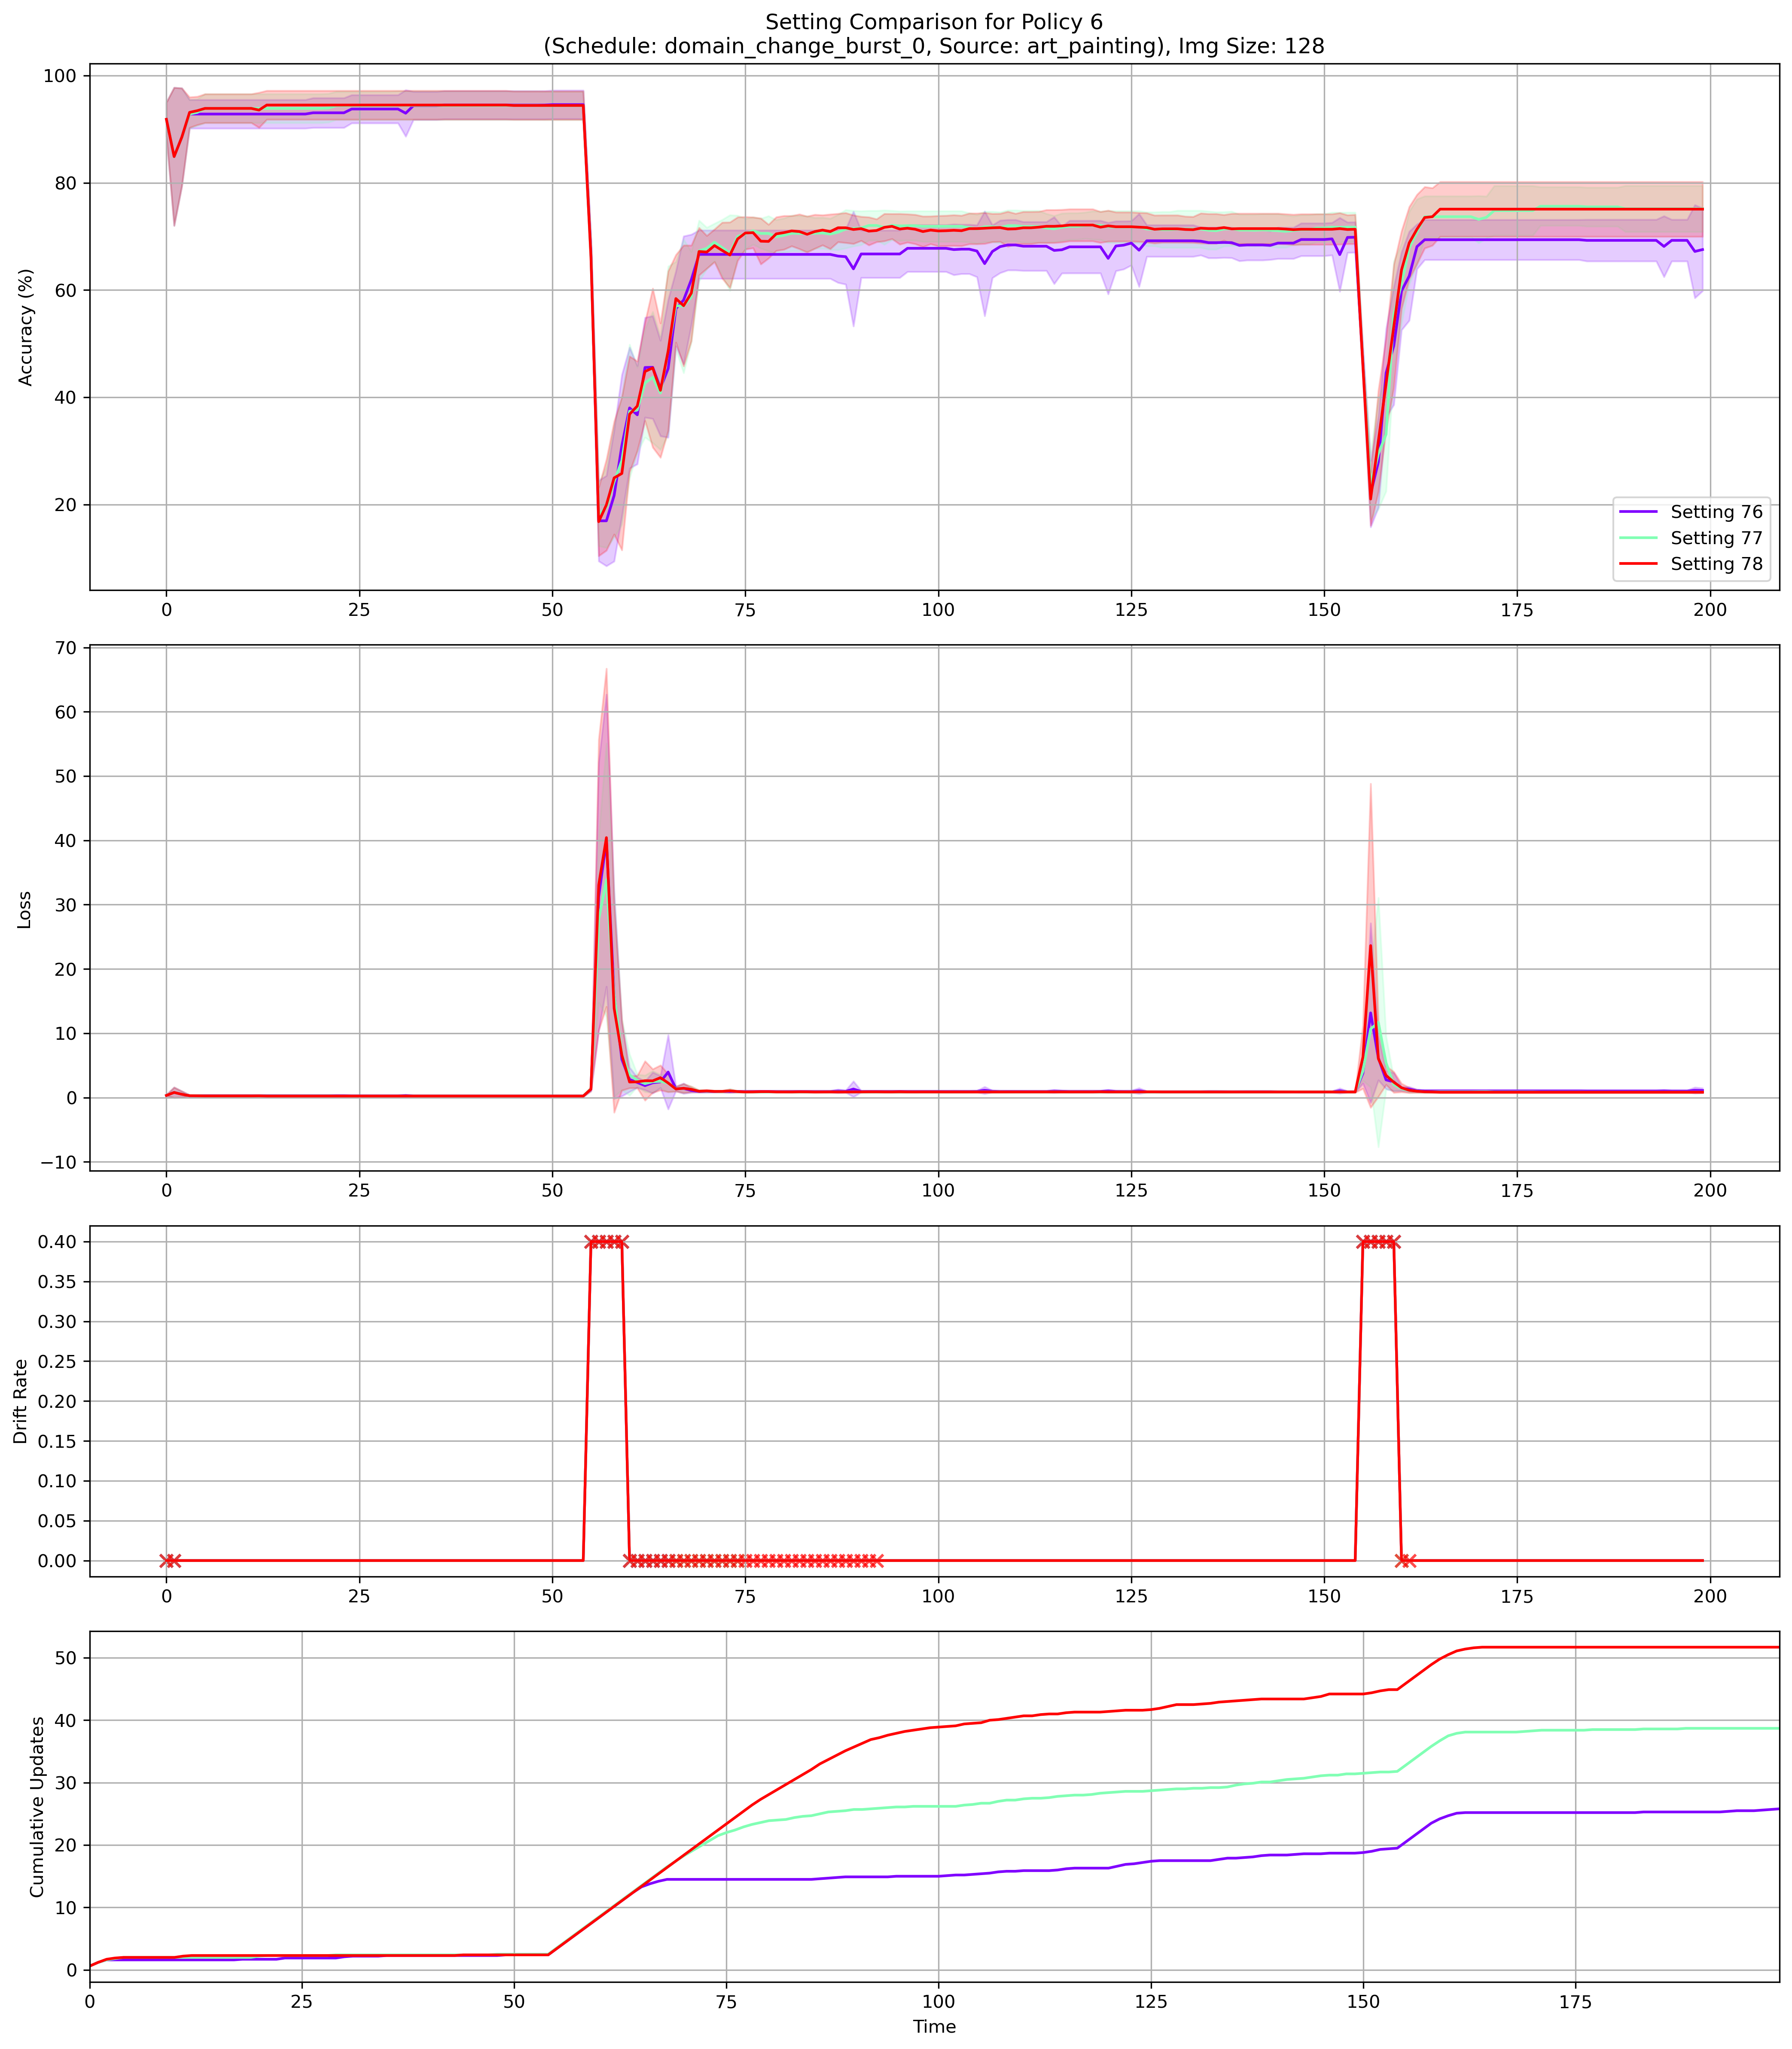 Setting Comparison for Policy 6
(Schedule: domain_change_burst_0, Source: art_painting), Img Size: 128
Accuracy (%)
100
80
60
40
20
0 25 50 75 100 125 150 175 200
Setting 76
Setting 77
Setting 78
Loss
70
60
50
40
30
20
10
0
−10
0 25 50 75 100 125 150 175 200
Drift Rate
0.40
0.35
0.30
0.25
0.20
0.15
0.10
0.05
0.00
0 25 50 75 100 125 150 175 200
Cumulative Updates
50
40
30
20
10
0
0 25 50 75 100 125 150 175
Time